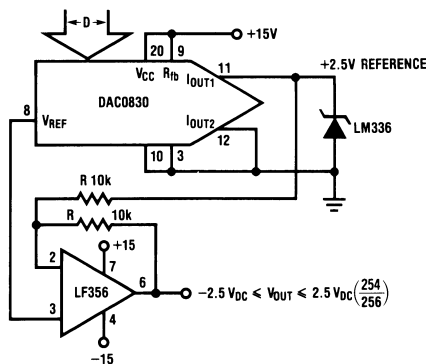 D
+15V
20 9
VCC Rfb IOUT1 11
+2.5V REFERENCE
8 VREF DAC0830
IOUT2
12
LM336
10 3
R 10k
R 10k
+15
2 7
LF356 6
−2.5 VDC ≤ VOUT ≤ 2.5 VDC(254/256)
3 4
−15